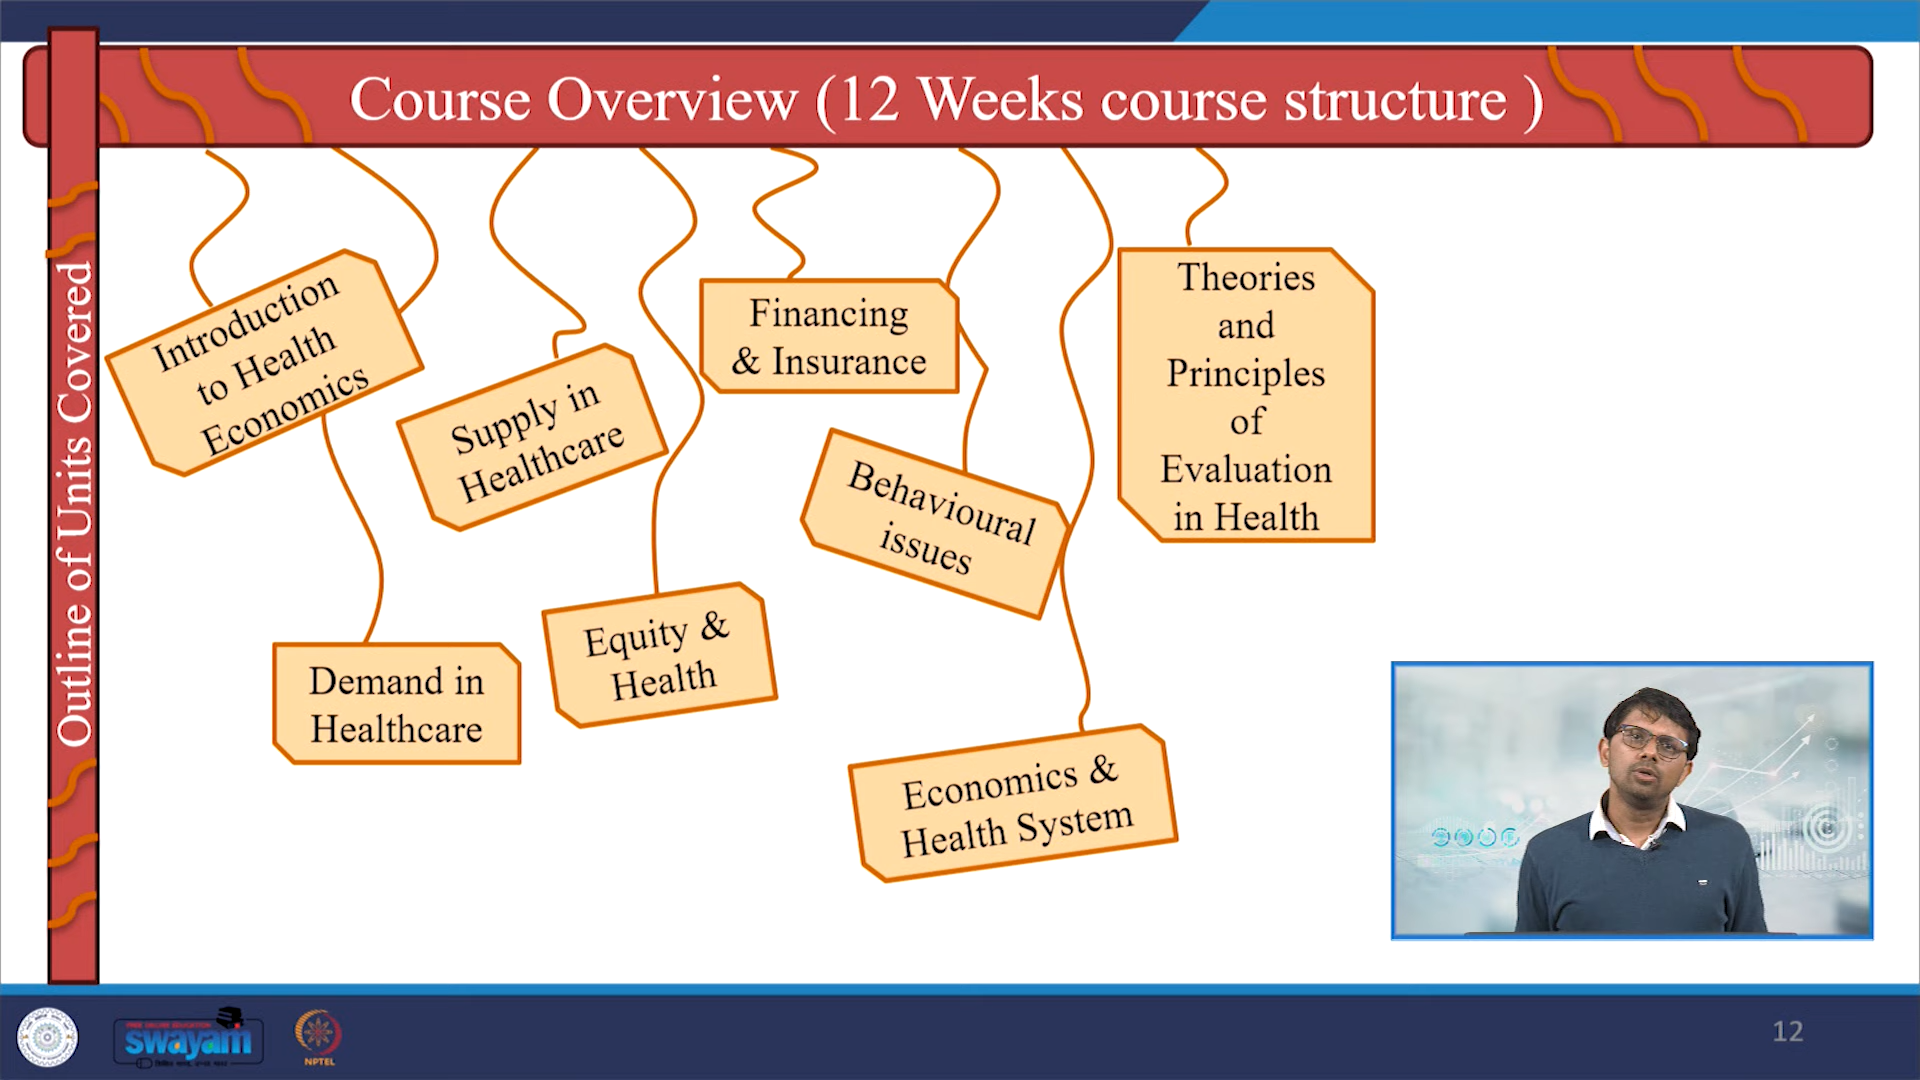 Course Overview (12 Weeks course structure )
Outline of Units Covered
Introduction
to Health
Economics
Demand in
Healthcare
Supply in
Healthcare
Equity &
Health
Financing
& Insurance
Behavioural
issues
Economics &
Health System
Theories
and
Principles
of
Evaluation
in Health
swayam
NPTEL
12